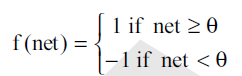 1 if net ≥ θ
f (net) =
-1 if net < θ